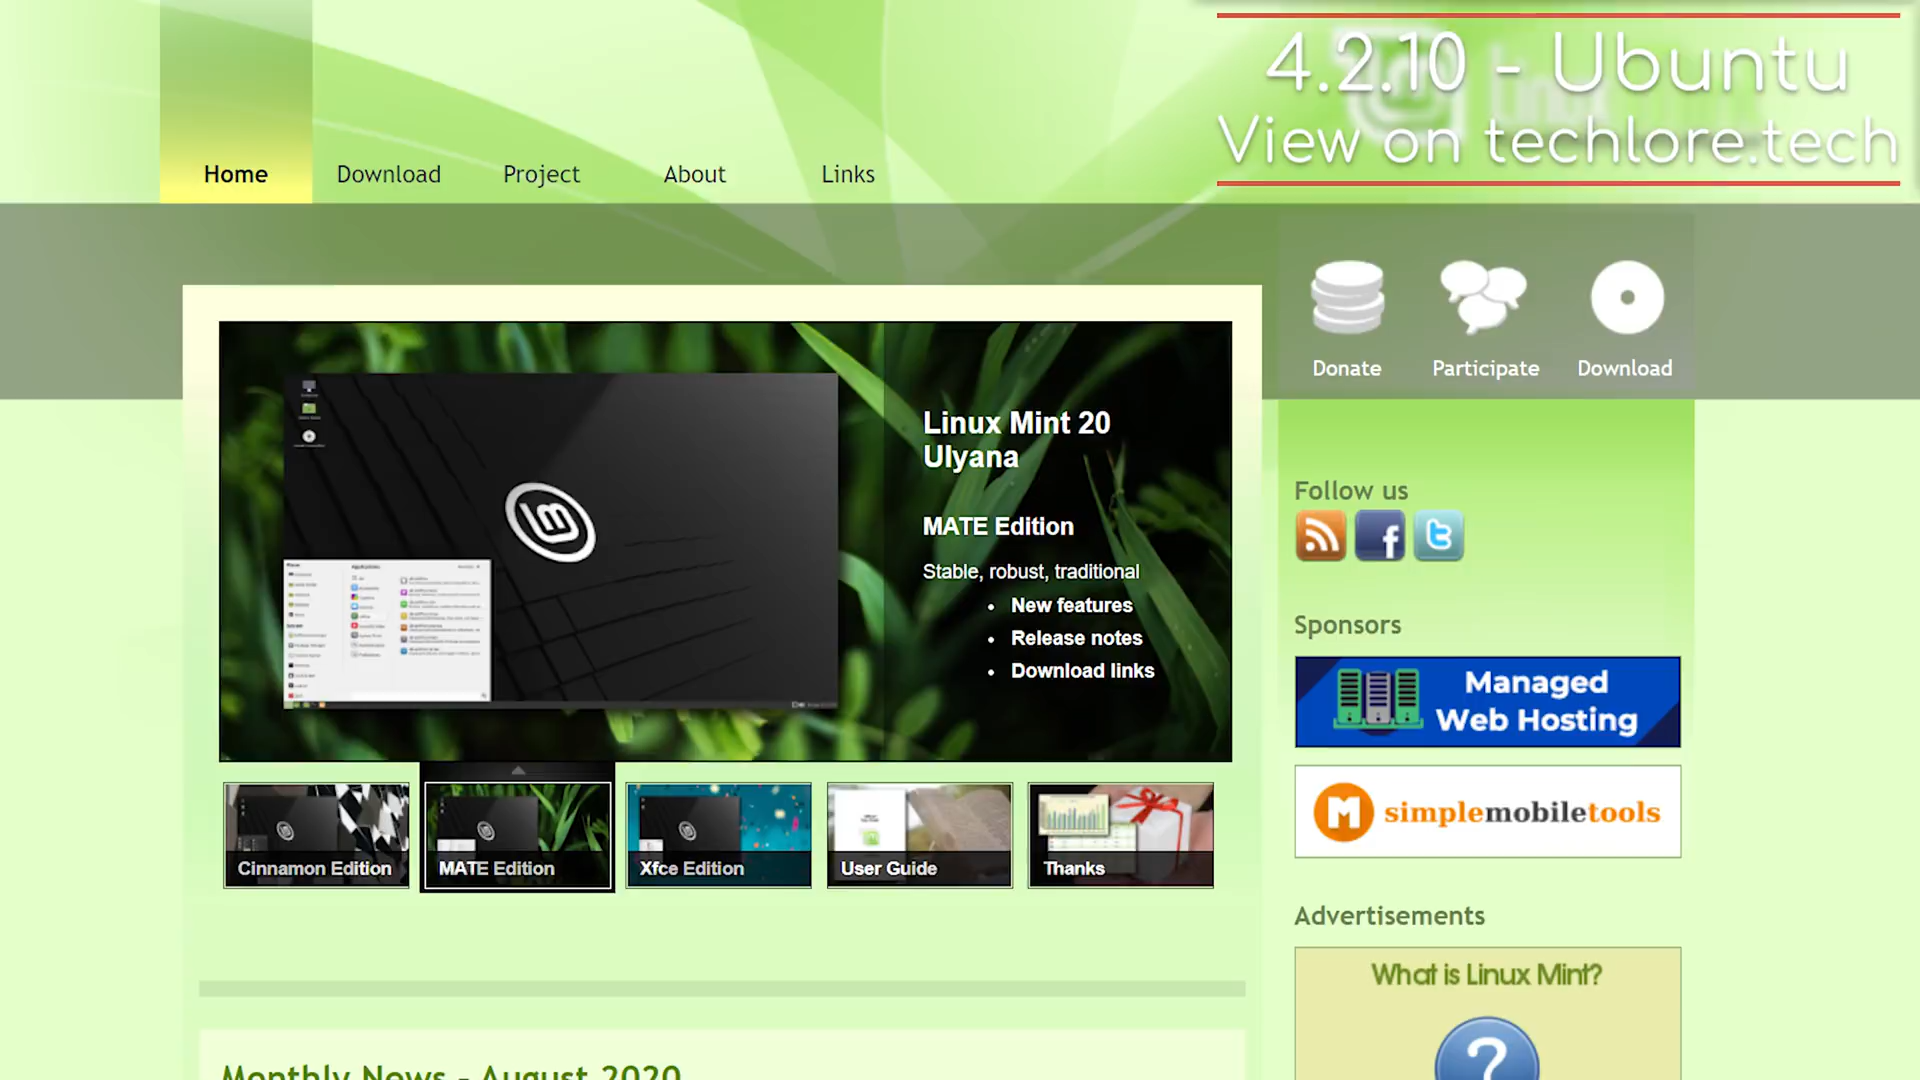 4.2.10 - Ubuntu
View on techlore.tech
Home
Download
Project
About
Links
Donate
Participate
Download
Linux Mint 20
Ulyana
MATE Edition
Stable, robust, traditional
New features
Release notes
Download links
Follow us
Sponsors
Managed
Web Hosting
simplemobiletools
Cinnamon Edition
MATE Edition
Xfce Edition
User Guide
Thanks
Advertisements
What is Linux Mint?
Monthly News - August 2020